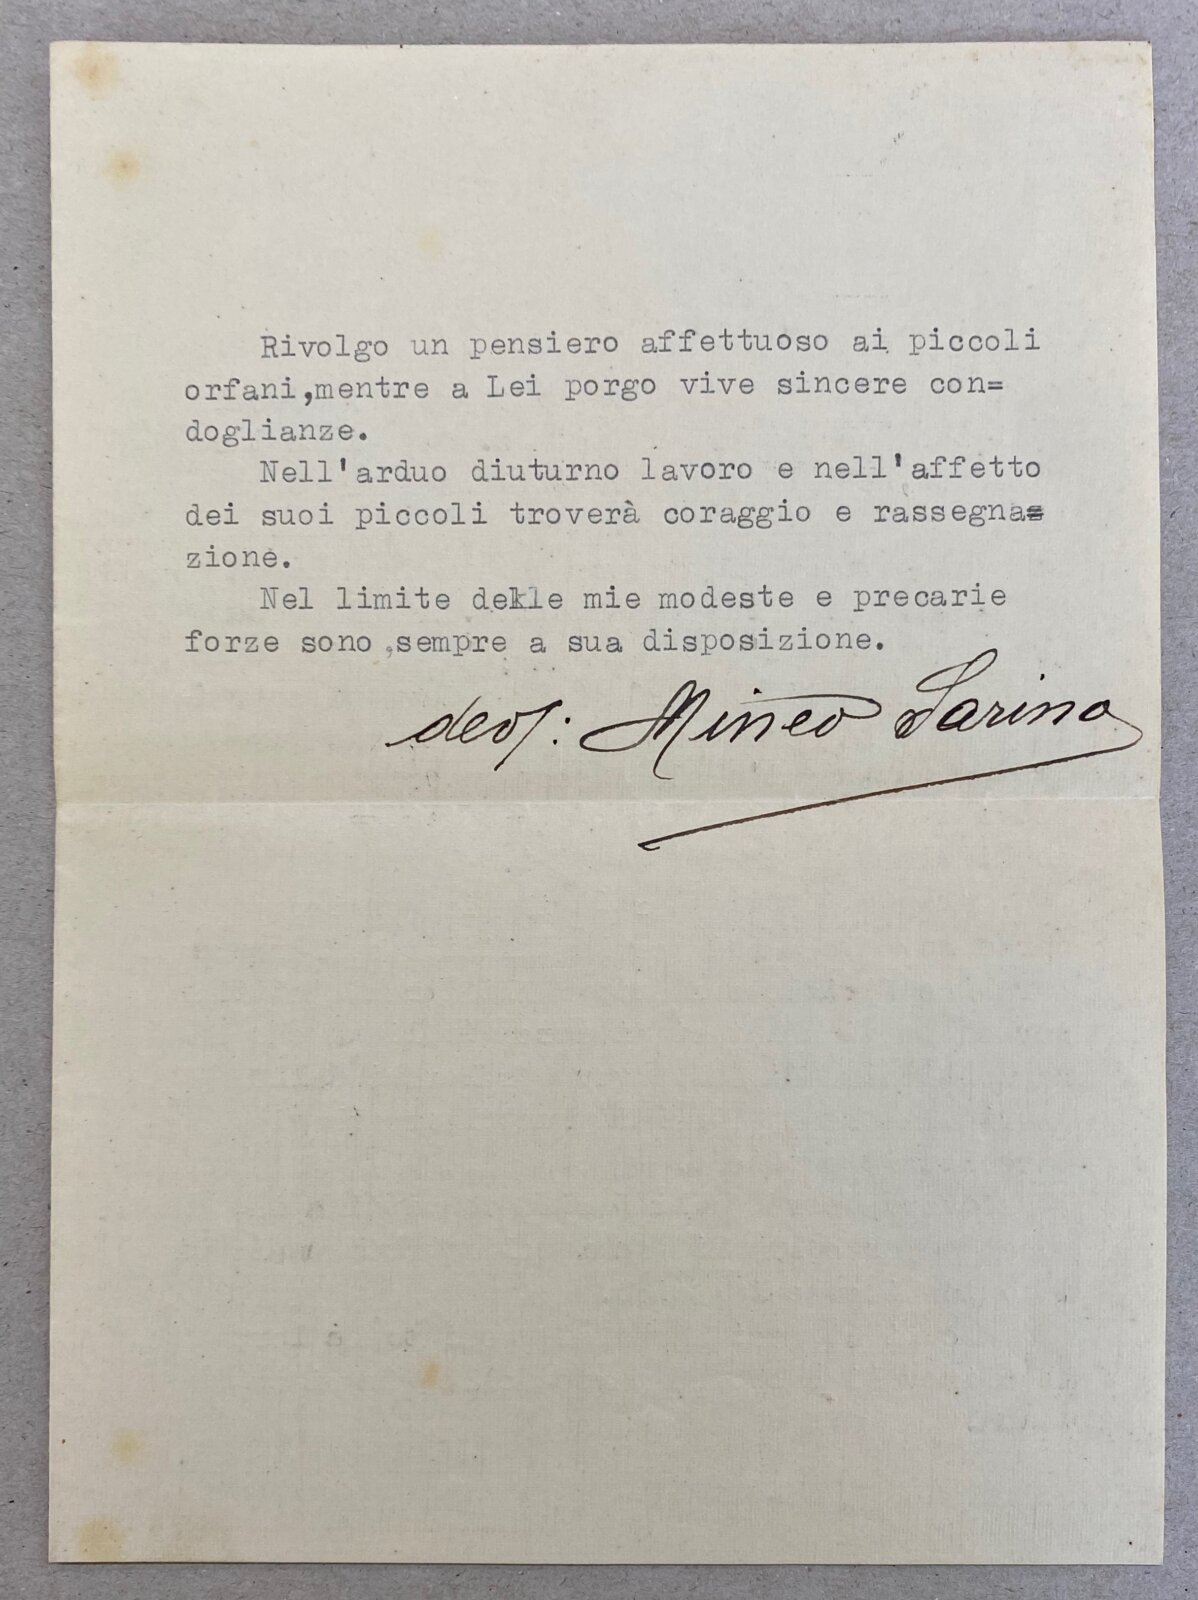 Rivolgo un pensiero affettuoso ai piccoli
orfani,mentre a Lei porgo vive sincere con=
doglianze.
Nell'arduo diuturno lavoro e nell'affetto
dei suoi piccoli troverà coraggio e rassegna=
zione.
Nel limite dekle mie modeste e precarie
forze sono,sempre a sua disposizione.
dev/: Mineo Sarina